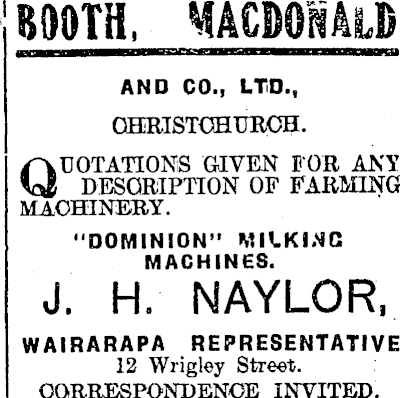 BOOTH, MACDONALD
AND CO., LTD.,
CHRISTCHURCH.
QUOTATIONS GIVEN FOR ANY
DESCRIPTION OF FARMING
MACHINERY.
"DOMINION" MILKING
MACHINES.
J. H. NAYLOR,
WAIRARAPA REPRESENTATIVE
12 Wrigley Street.
CORRESPONDENCE INVITED.